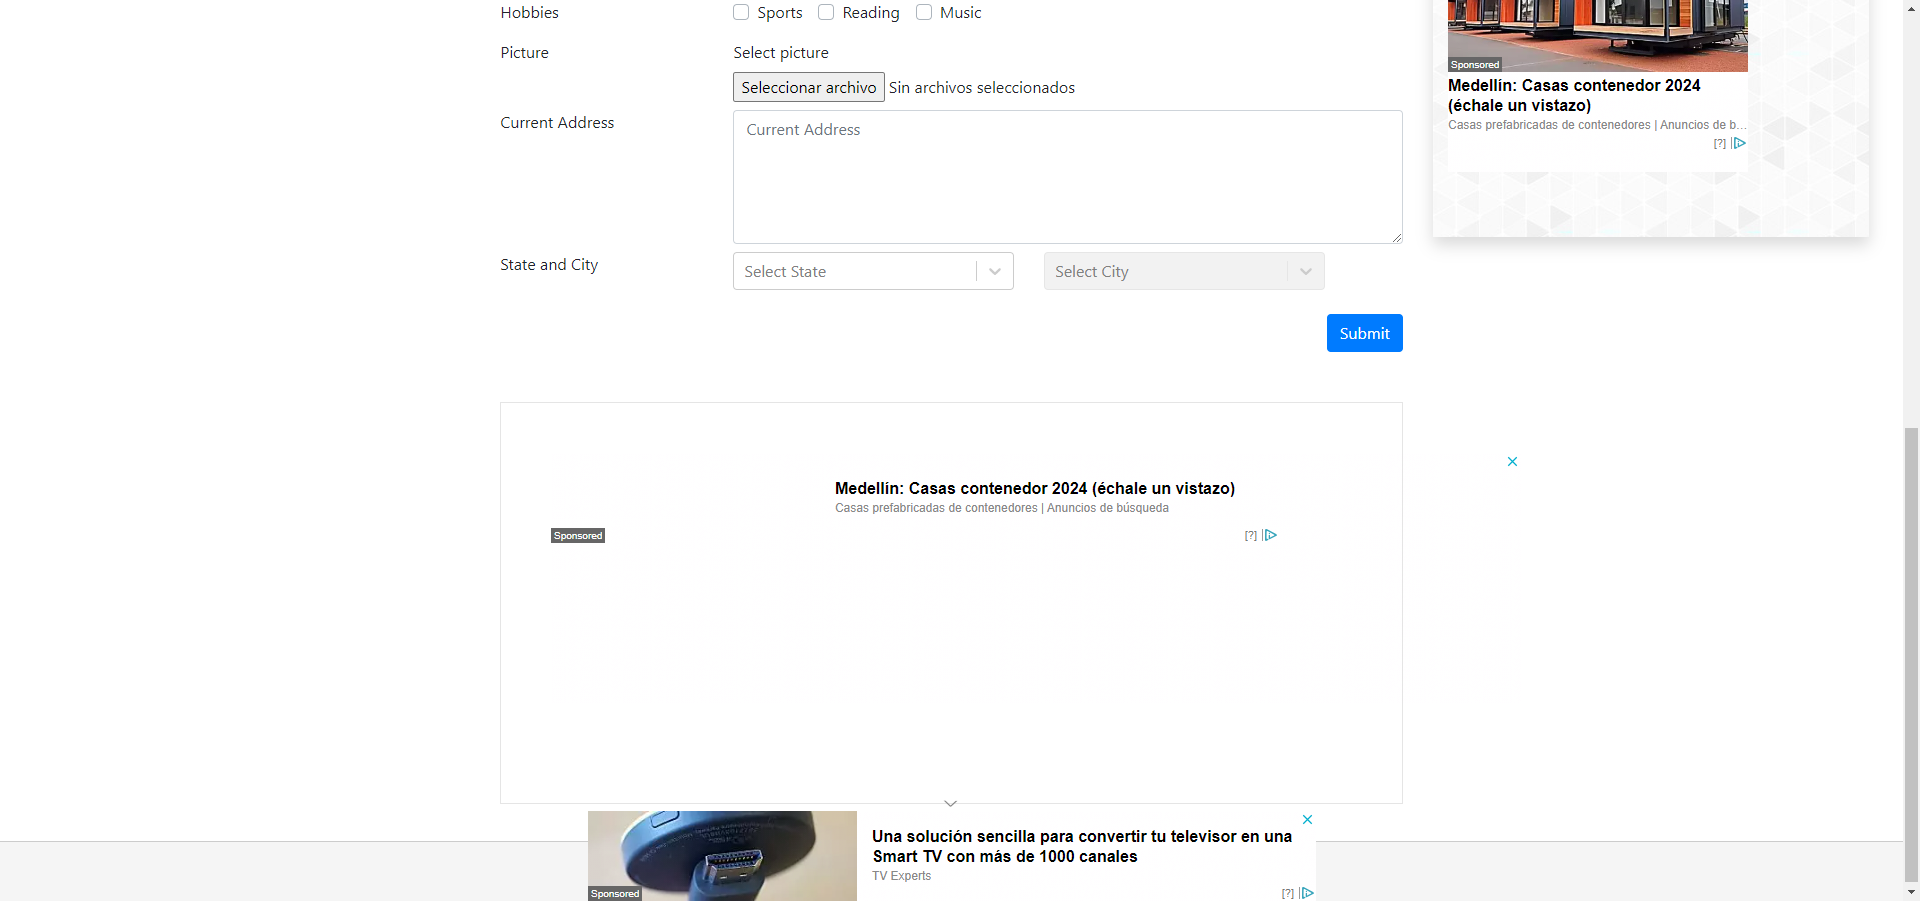 Hobbies
Sports Reading Music
Picture
Select picture
Seleccionar archivo Sin archivos seleccionados
Current Address
Current Address
State and City
Select State
Select City
Submit
Sponsored
Medellín: Casas contenedor 2024
(échale un vistazo)
Casas prefabricadas de contenedores | Anuncios de b...
[?]
Medellín: Casas contenedor 2024 (échale un vistazo)
Casas prefabricadas de contenedores | Anuncios de búsqueda
Sponsored
[?]
Una solución sencilla para convertir tu televisor en una
Smart TV con más de 1000 canales
TV Experts
Sponsored
[?]